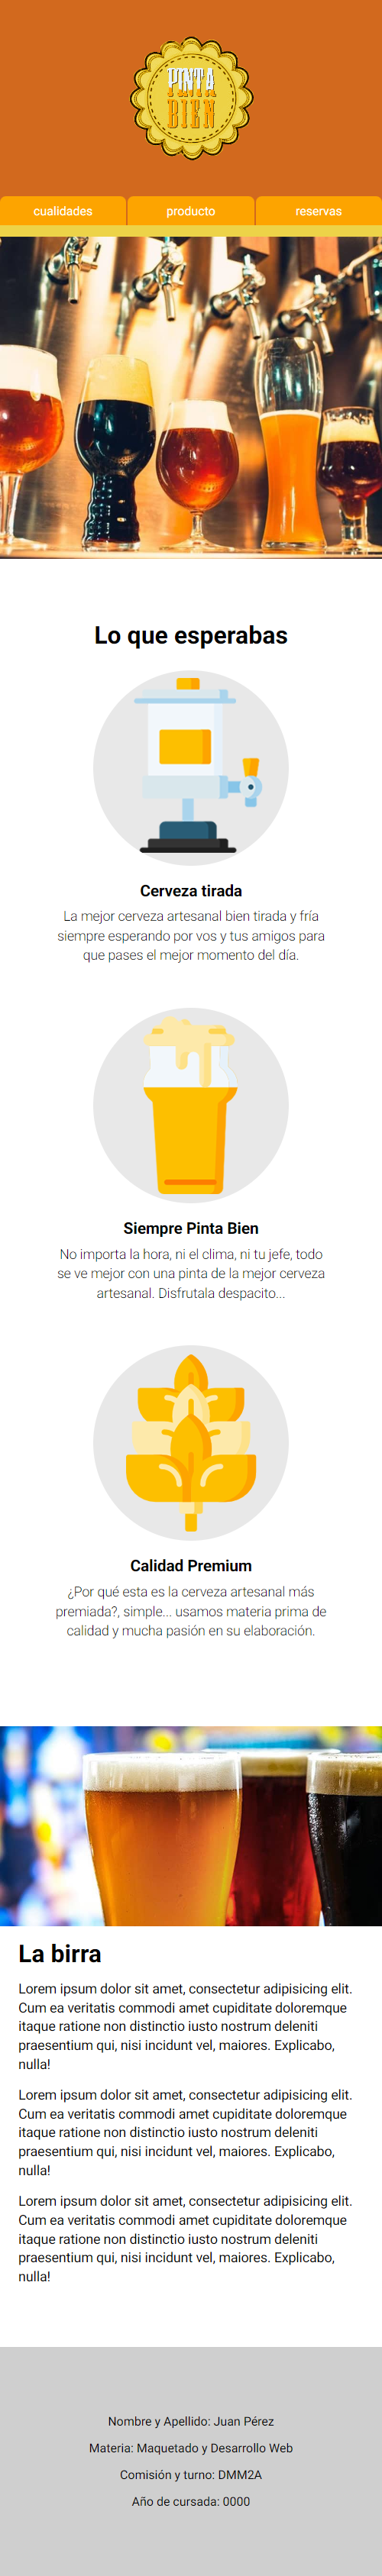 PINTA
BIEN
cualidades producto reservas
Lo que esperabas
Cerveza tirada
La mejor cerveza artesanal bien tirada y fría
siempre esperando por vos y tus amigos para
que pases el mejor momento del día.
Siempre Pinta Bien
No importa la hora, ni el clima, ni tu jefe, todo
se ve mejor con una pinta de la mejor cerveza
artesanal. Disfrutala despacito...
Calidad Premium
¿Por qué esta es la cerveza artesanal más
premiada?, simple... usamos materia prima de
calidad y mucha pasión en su elaboración.
La birra
Lorem ipsum dolor sit amet, consectetur adipisicing elit.
Cum ea veritatis commodi amet cupiditate doloremque
itaque ratione non distinctio iusto nostrum deleniti
praesentium qui, nisi incidunt vel, maiores. Explicabo,
nulla!
Lorem ipsum dolor sit amet, consectetur adipisicing elit.
Cum ea veritatis commodi amet cupiditate doloremque
itaque ratione non distinctio iusto nostrum deleniti
praesentium qui, nisi incidunt vel, maiores. Explicabo,
nulla!
Lorem ipsum dolor sit amet, consectetur adipisicing elit.
Cum ea veritatis commodi amet cupiditate doloremque
itaque ratione non distinctio iusto nostrum deleniti
praesentium qui, nisi incidunt vel, maiores. Explicabo,
nulla!
Nombre y Apellido: Juan Pérez
Materia: Maquetado y Desarrollo Web
Comisión y turno: DMM2A
Año de cursada: 0000